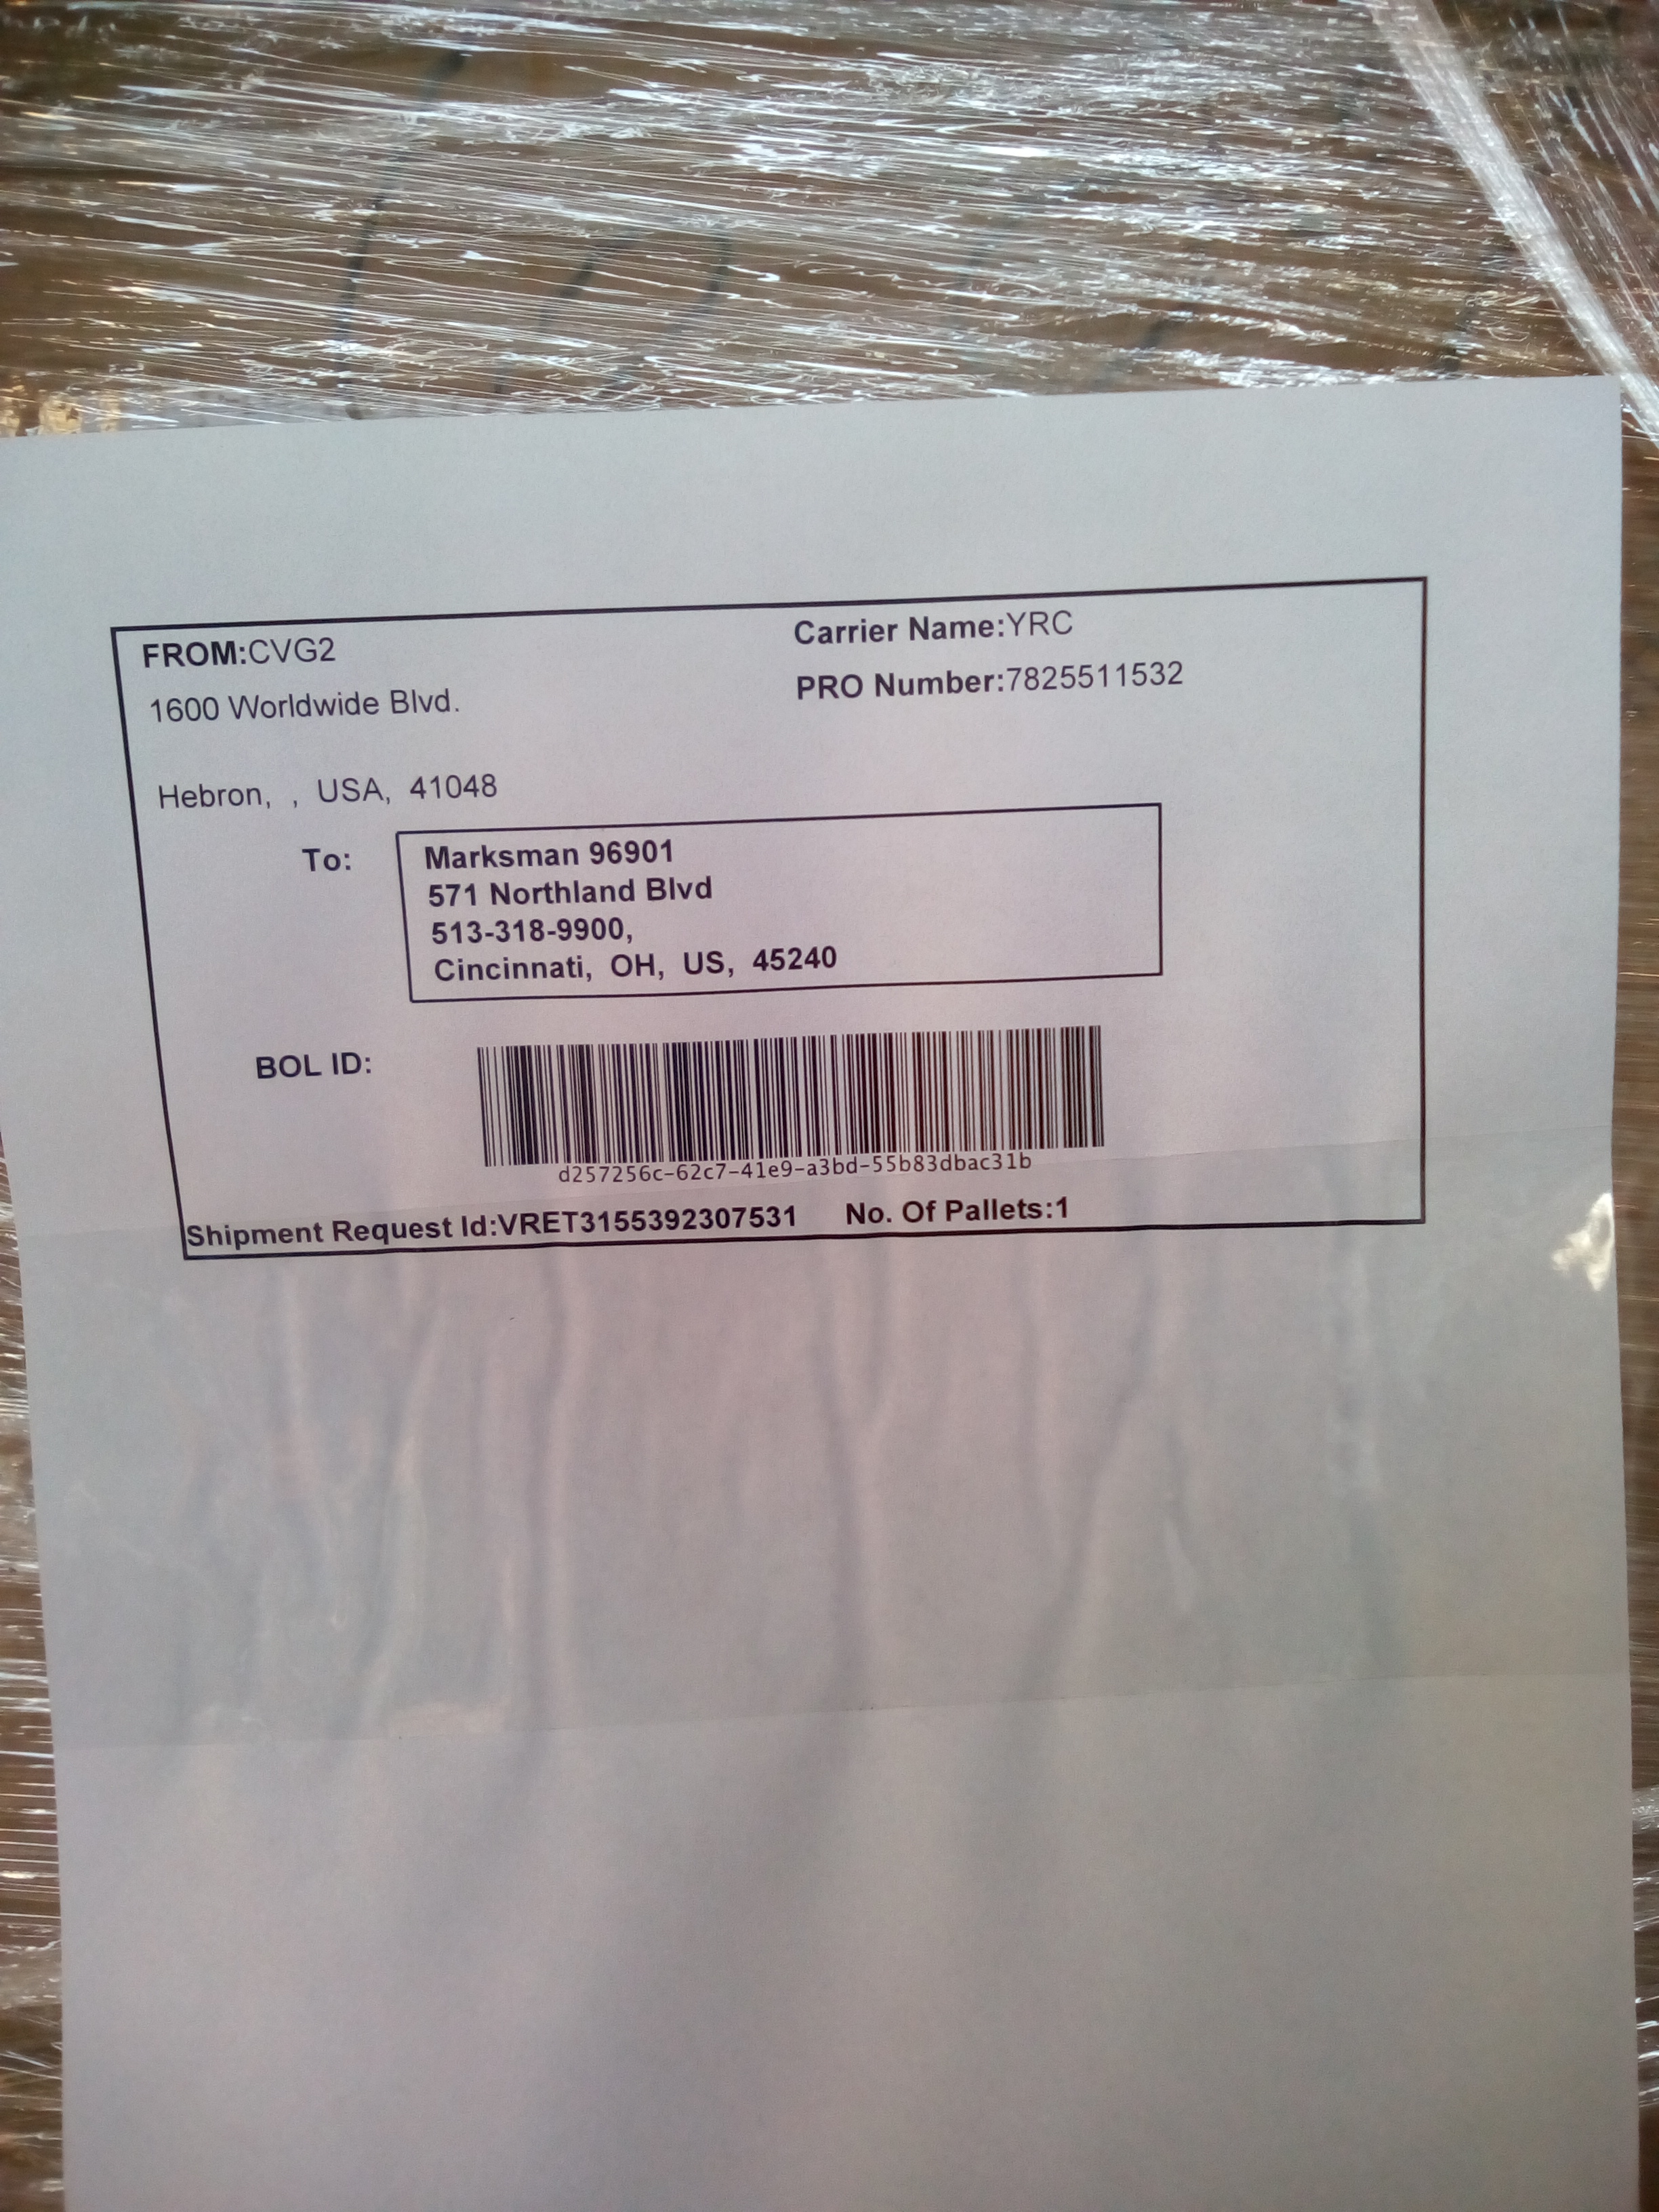 FROM:CVG2
1600 Worldwide Blvd.
Hebron, , USA, 41048
Carrier Name:YRC
PRO Number:7825511532
To:
Marksman 96901
571 Northland Blvd
513-318-9900,
Cincinnati, OH, US, 45240
BOL ID:
d257256c-62c7-41e9-a3bd-55b83dbac31b
Shipment Request Id:VRET3155392307531 No. Of Pallets:1